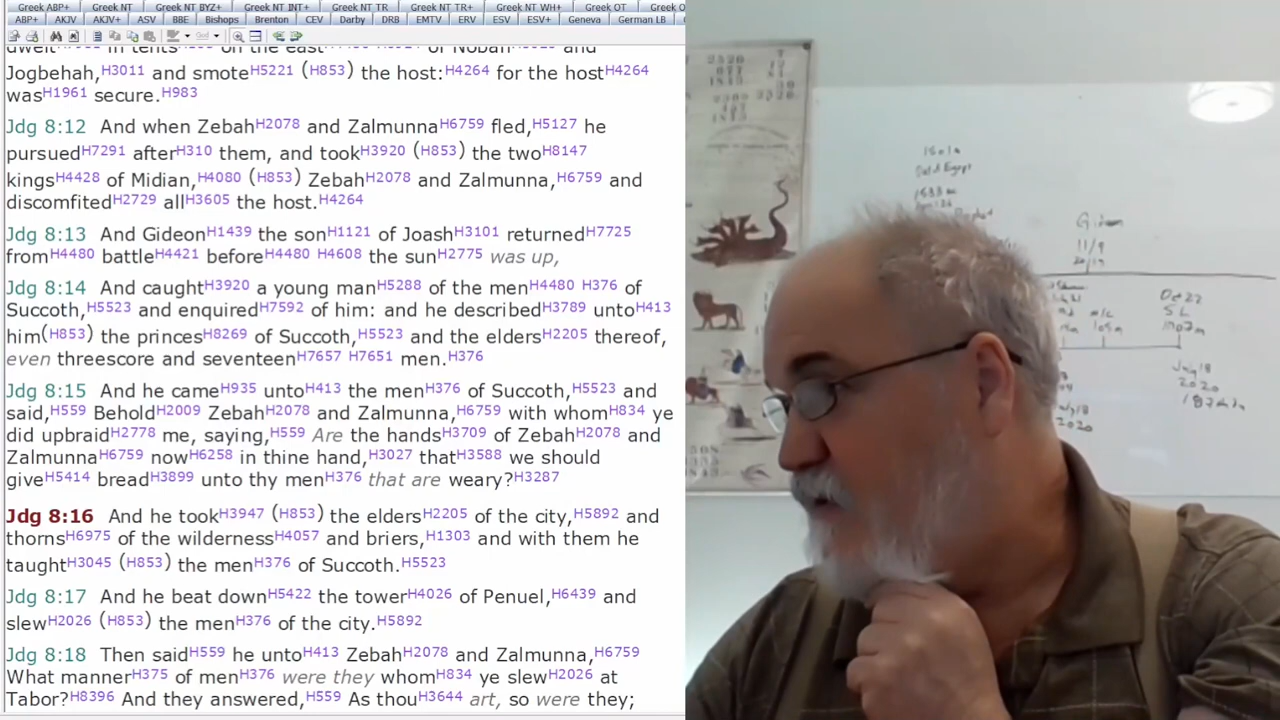 Greek ABP+ Greek NT Greek NT BYZ+ Greek NT INT+ Greek NT TR Greek NT TR+ Greek NT WH+ Greek OT Greek O
ABP+ AKJV AKJV+ ASV BBE Bishops Brenton CEV Darby DRB EMTV ERV ESV ESV+ Geneva German LB
Jogbehah,H3011 and smoteH5221 (H853) the host:H4264 for the hostH4264
wasH1961 secure.H983
Jdg 8:12 And when ZebahH2078 and ZalmunnaH6759 fled,H5127 he
pursuedH7291 afterH310 them, and tookH3920 (H853) the twoH8147
kingsH4428 of Midian,H4080 (H853) ZebahH2078 and Zalmunna,H6759 and
discomfitedH2729 allH3605 the host.H4264
Jdg 8:13 And GideonH1439 the sonH1121 of JoashH3101 returnedH7725
fromH4480 battleH4421 beforeH4480 H4608 the sunH2775 was up,
Jdg 8:14 And caughtH3920 a young manH5288 of the menH4480 H376 of
Succoth,H5523 and enquiredH7592 of him: and he describedH3789 untoH413
him(H853) the princesH8269 of Succoth,H5523 and the eldersH2205 thereof,
even threescore and seventeenH7657 H7651 men.H376
Jdg 8:15 And he cameH935 untoH413 the menH376 of Succoth,H5523 and
said,H559 BeholdH2009 ZebahH2078 and Zalmunna,H6759 with whomH834 ye
did upbraidH2778 me, saying,H559 Are the handsH3709 of ZebahH2078 and
ZalmunnaH6759 nowH6258 in thine hand,H3027 thatH3588 we should
giveH5414 breadH3899 unto thy menH376 that are weary?H3287
Jdg 8:16 And he tookH3947 (H853) the eldersH2205 of the city,H5892 and
thornsH6975 of the wildernessH4057 and briers,H1303 and with them he
taughtH3045 (H853) the menH376 of Succoth.H5523
Jdg 8:17 And he beat downH5422 the towerH4026 of Penuel,H6439 and
slewH2026 (H853) the menH376 of the city.H5892
Jdg 8:18 Then saidH559 he untoH413 ZebahH2078 and Zalmunna,H6759
What mannerH375 of menH376 were they whomH834 ye slewH2026 at
Tabor?H8396 And they answered,H559 As thouH3644 art, so were they;
Gideon
11/9
Oct 22
July 18
2020
2020